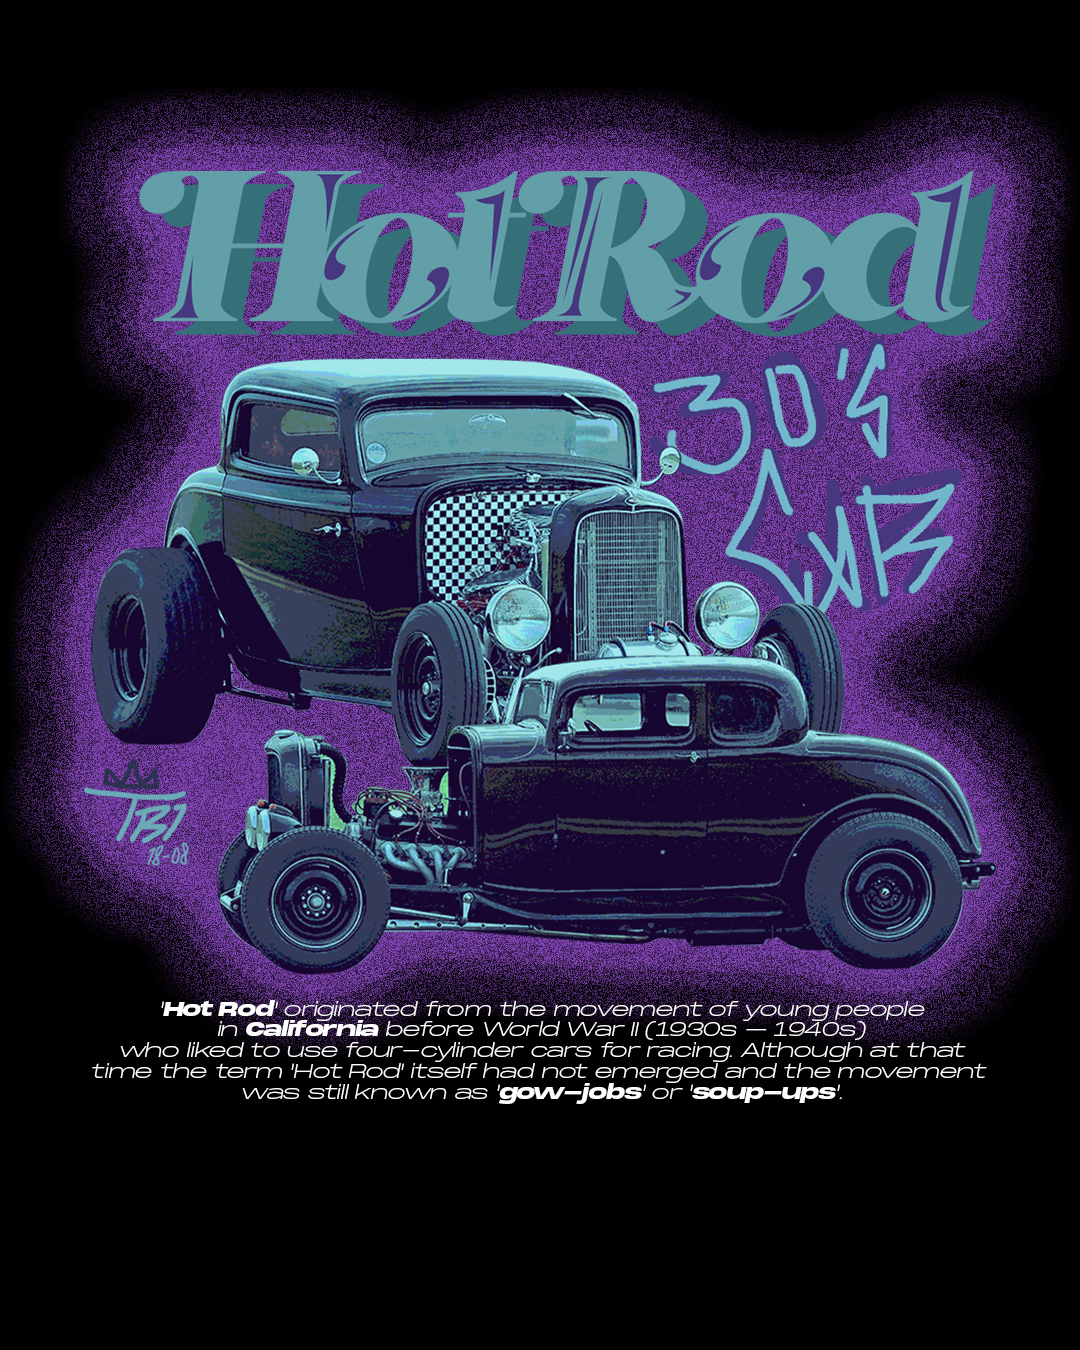 Hot Rod
30's
CAR
TBJ
18-08
'Hot Rod' originated from the movement of young people
in California before World War II (1930s – 1940s)
who liked to use four-cylinder cars for racing. Although at that
time the term 'Hot Rod' itself had not emerged and the movement
was still known as 'gow-jobs' or 'soup-ups'.